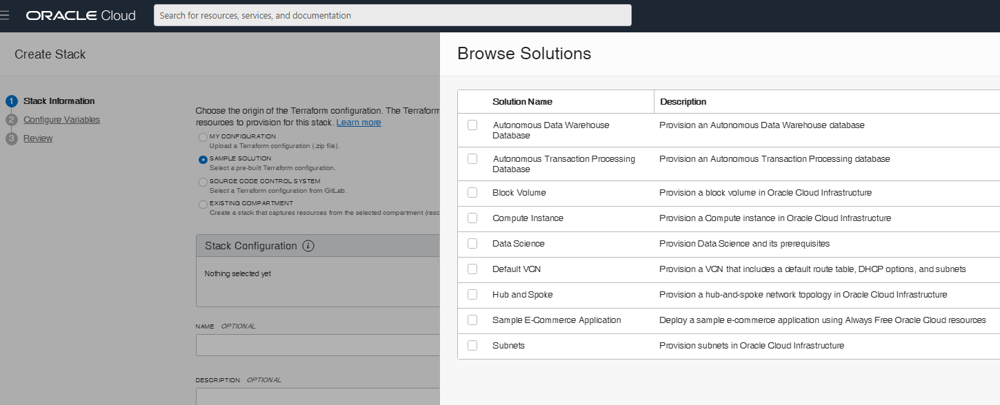 ORACLE Cloud
Search for resources, services, and documentation
Create Stack
1 Stack Information
2 Configure Variables
3 Review
Choose the origin of the Terraform configuration. The Terraform
resources to provision for this stack. Learn more
MY CONFIGURATION
Upload a Terraform configuration (.zip file).
SAMPLE SOLUTION
Select a pre-built Terraform configuration.
SOURCE CODE CONTROL SYSTEM
Select a Terraform configuration from GitLab.
EXISTING COMPARTMENT
Create a stack that captures resources from the selected compartment (reso
Stack Configuration i
Nothing selected yet
NAME OPTIONAL
DESCRIPTION OPTIONAL
Browse Solutions
Solution Name Description
Autonomous Data Warehouse Provision an Autonomous Data Warehouse database
Database
Autonomous Transaction Processing Provision an Autonomous Transaction Processing database
Database
Block Volume Provision a block volume in Oracle Cloud Infrastructure
Compute Instance Provision a Compute instance in Oracle Cloud Infrastructure
Data Science Provision Data Science and its prerequisites
Default VCN Provision a VCN that includes a default route table, DHCP options, and subnets
Hub and Spoke Provision a hub-and-spoke network topology in Oracle Cloud Infrastructure
Sample E-Commerce Application Deploy a sample e-commerce application using Always Free Oracle Cloud resources
Subnets Provision subnets in Oracle Cloud Infrastructure